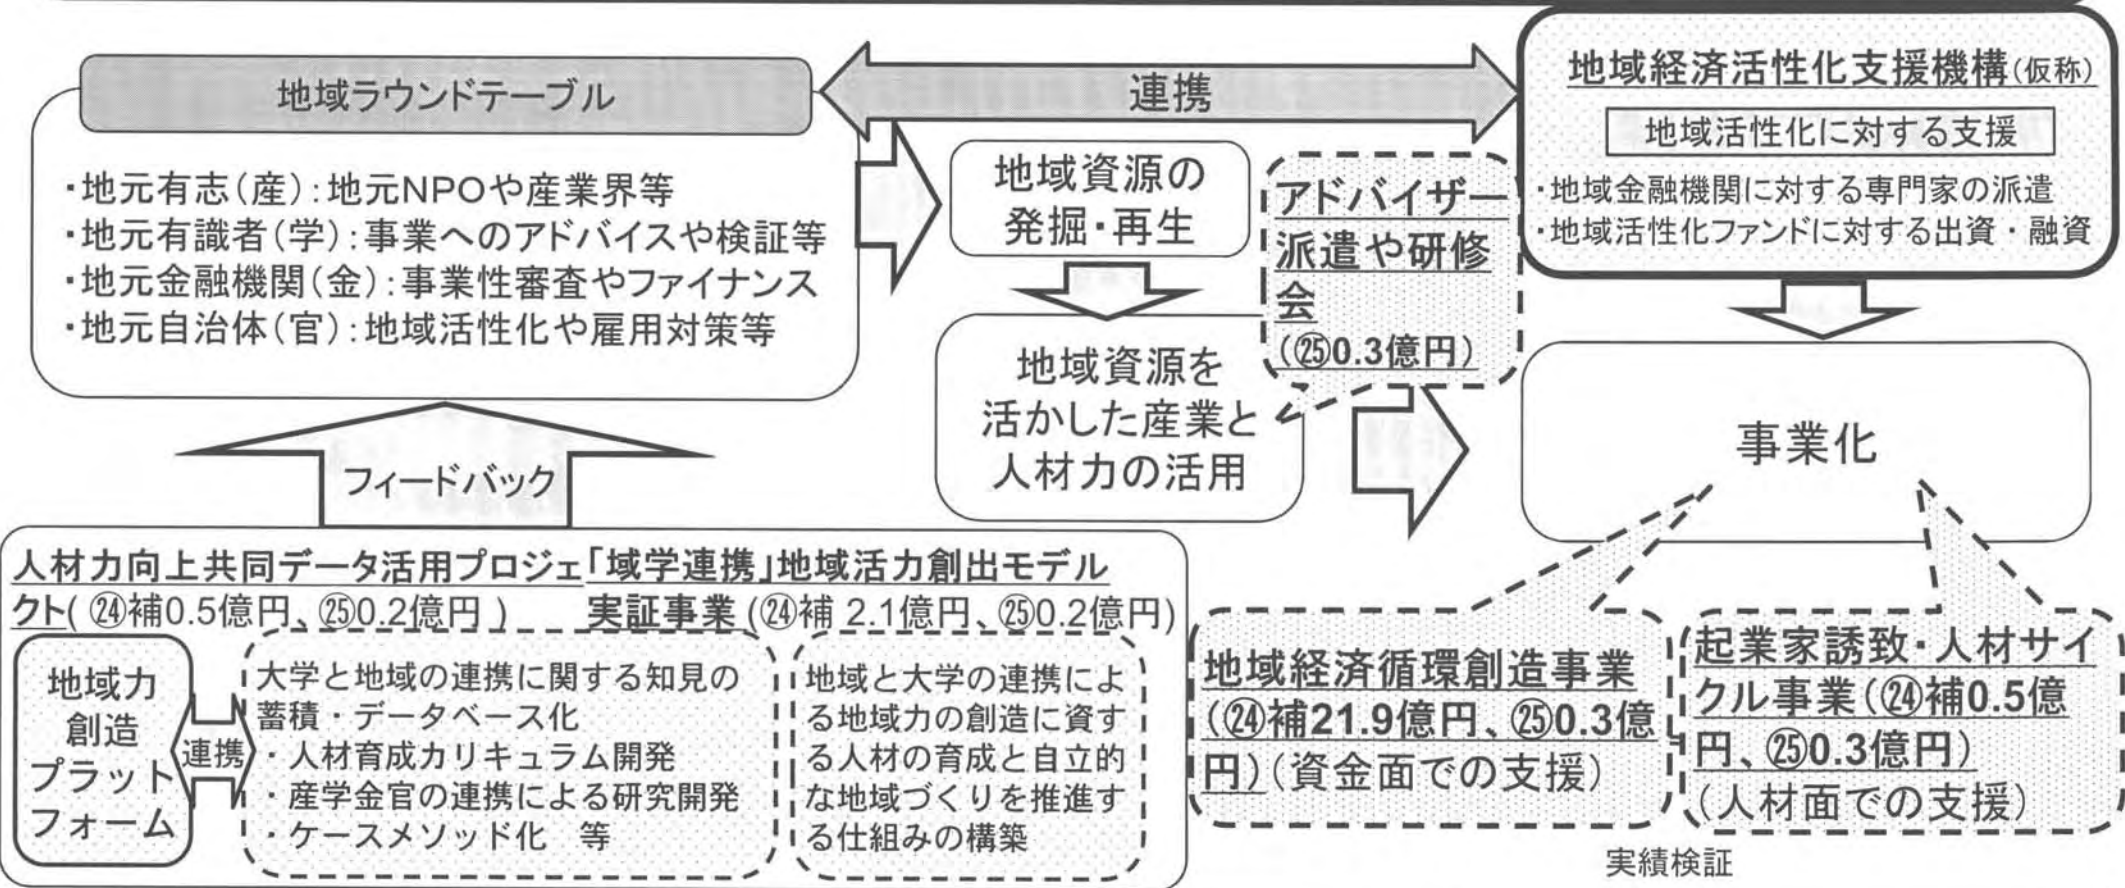 地域ラウンドテーブル
・地元有志(産):地元NPOや産業界等
・地元有識者(学):事業へのアドバイスや検証等
・地元金融機関(金):事業性審査やファイナンス
・地元自治体(官):地域活性化や雇用対策等
連携
地域経済活性化支援機構(仮称)
地域活性化に対する支援
・地域金融機関に対する専門家の派遣
・地域活性化ファンドに対する出資・融資
地域資源の
発掘・再生
アドバイザー
派遣や研修
会
(㉕0.3億円)
地域資源を
活かした産業と
人材力の活用
事業化
フィードバック
人材力向上共同データ活用プロジェ
クト( ㉔補0.5億円、㉕0.2億円 )
「域学連携」地域活力創出モデル
実証事業 (㉔補 2.1億円、㉕0.2億円)
地域力
創造
プラット
フォーム
連携
大学と地域の連携に関する知見の
蓄積・データベース化
・人材育成カリキュラム開発
・産学金官の連携による研究開発
・ケースメソッド化 等
地域と大学の連携によ
る地域力の創造に資す
る人材の育成と自立的
な地域づくりを推進す
る仕組みの構築
地域経済循環創造事業
(㉔補21.9億円、㉕0.3億
円)(資金面での支援)
起業家誘致・人材サイ
クル事業(㉔補0.5億
円、㉕0.3億円)
(人材面での支援)
実績検証